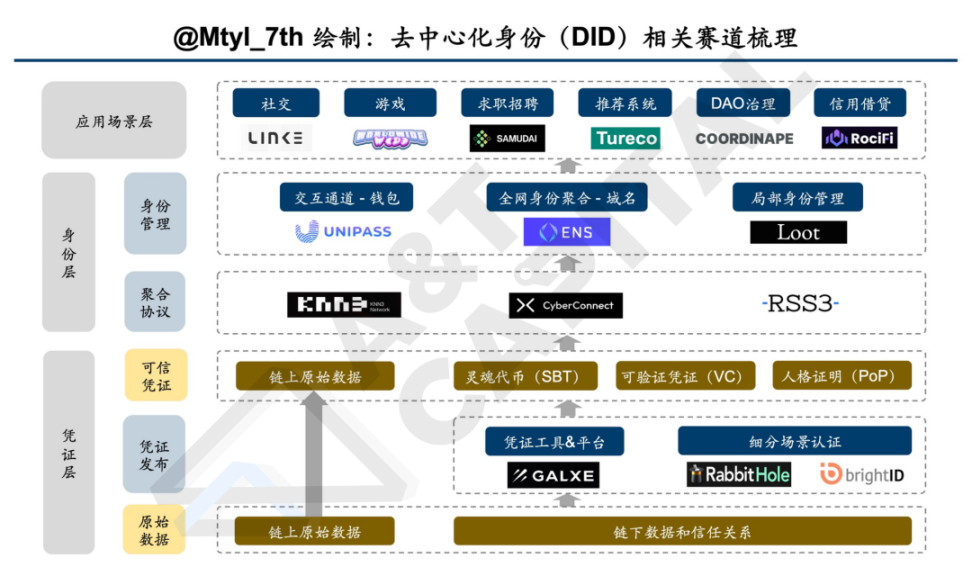 @Mtyl_7th 绘制：去中心化身份（DID）相关赛道梳理
应用场景层
社交 游戏 求职招聘 推荐系统 DAO治理 信用借贷
LINKE SAMUDAI Tureco COORDINAPE RociFi
身份层
身份
管理
交互通道-钱包 全网身份聚合-域名 局部身份管理
UNIPASS ENS Loot
聚合
协议
KNN3 Network CyberConnect -RSS3-
凭证层
可信
凭证
链上原始数据 灵魂代币（SBT） 可验证凭证（VC） 人格证明（PoP）
凭证
发布
凭证工具&平台 细分场景认证
GALXE RabbitHole brightID
原始
数据
链上原始数据 链下数据和信任关系
A&T CAPITAL